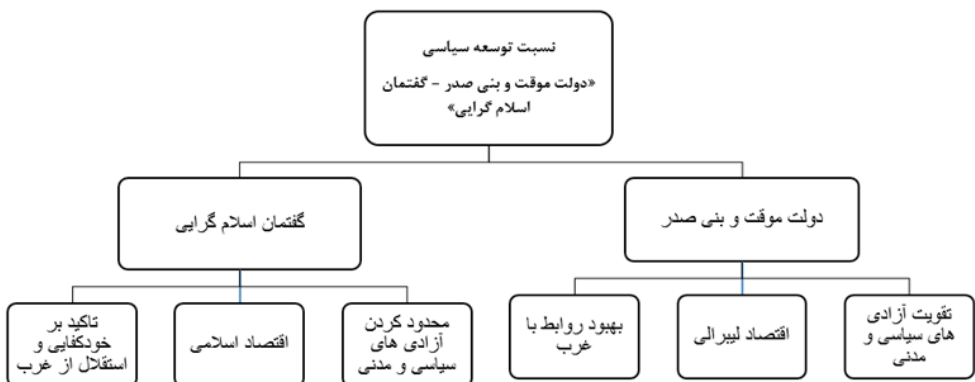 نسبت توسعه سیاسی
«دولت موقت و بنی صدر – گفتمان
اسلام گرایی»
دولت موقت و بنی صدر
گفتمان اسلام گرایی
تقویت آزادی
های سیاسی و
مدنی
اقتصاد لیبرالی
بهبود روابط با
غرب
محدود کردن
آزادی های
سیاسی و مدنی
اقتصاد اسلامی
تاکید بر
خودکفایی و
استقلال از غرب